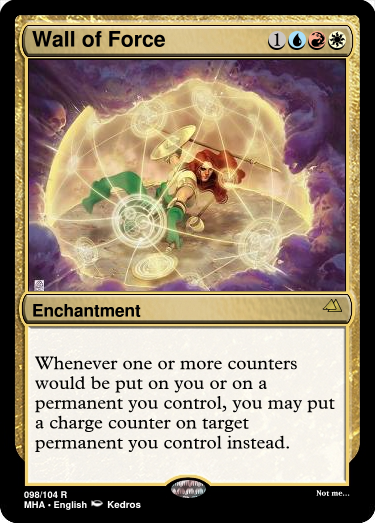 Wall of Force 1
Enchantment
Whenever one or more counters
would be put on you or on a
permanent you control, you may put
a charge counter on target
permanent you control instead.
098/104 R
MHA • English Kedros
Not me...